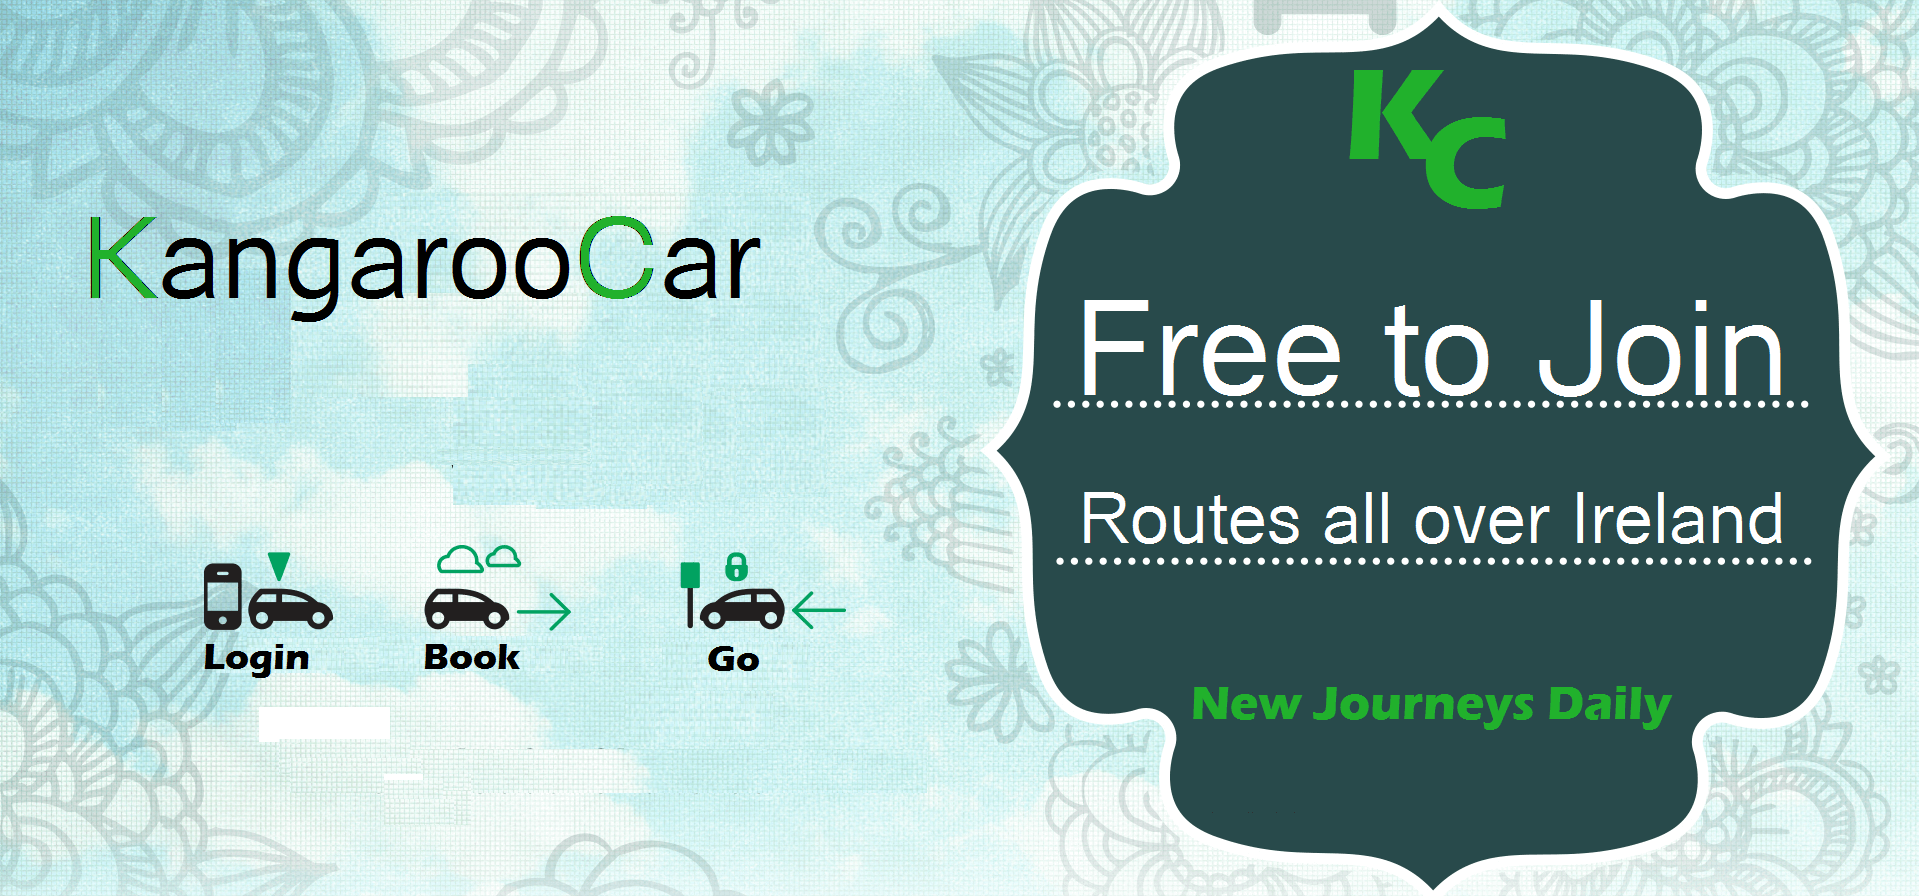 KangarooCar
Login
Book
Go
KC
Free to Join
Routes all over Ireland
New Journeys Daily